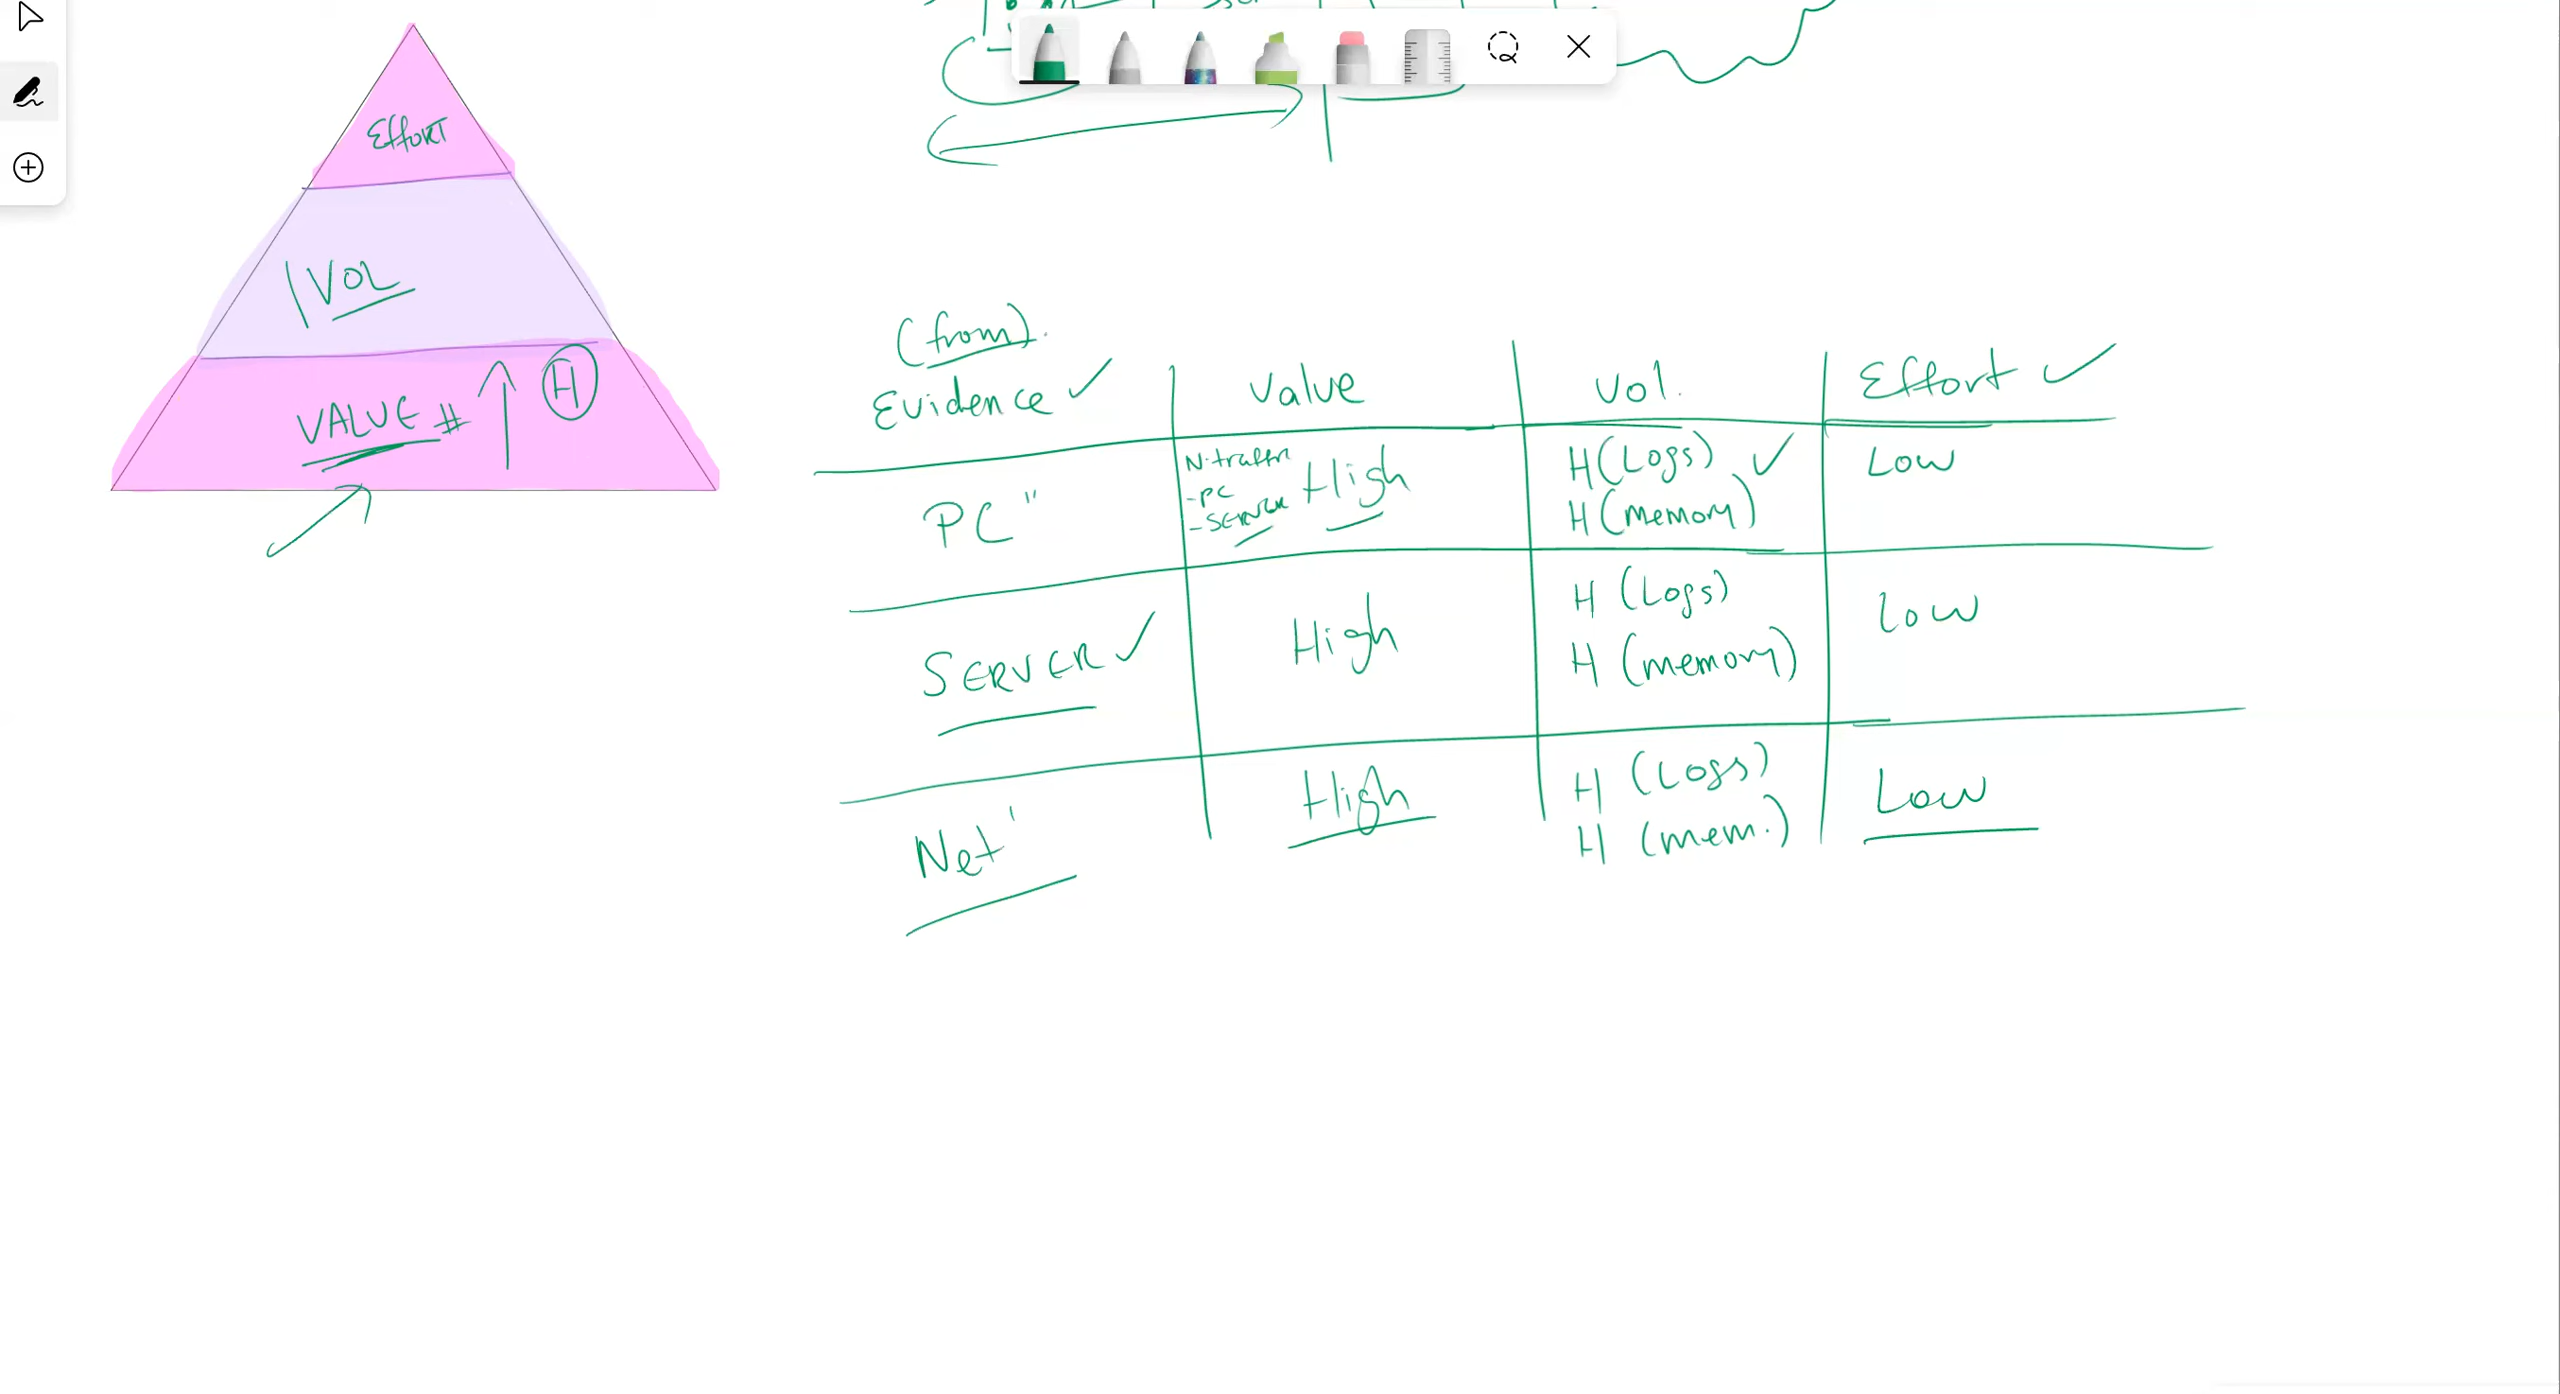 Effort
VOL
VALUE # H
(from).
Evidence Value Vol. Effort
PC High H(Logs) Low
-PC
-SERVER
H(memory)
SERVER High H (Logs) Low
H (memory)
Net High H (Logs) Low
H (mem.)